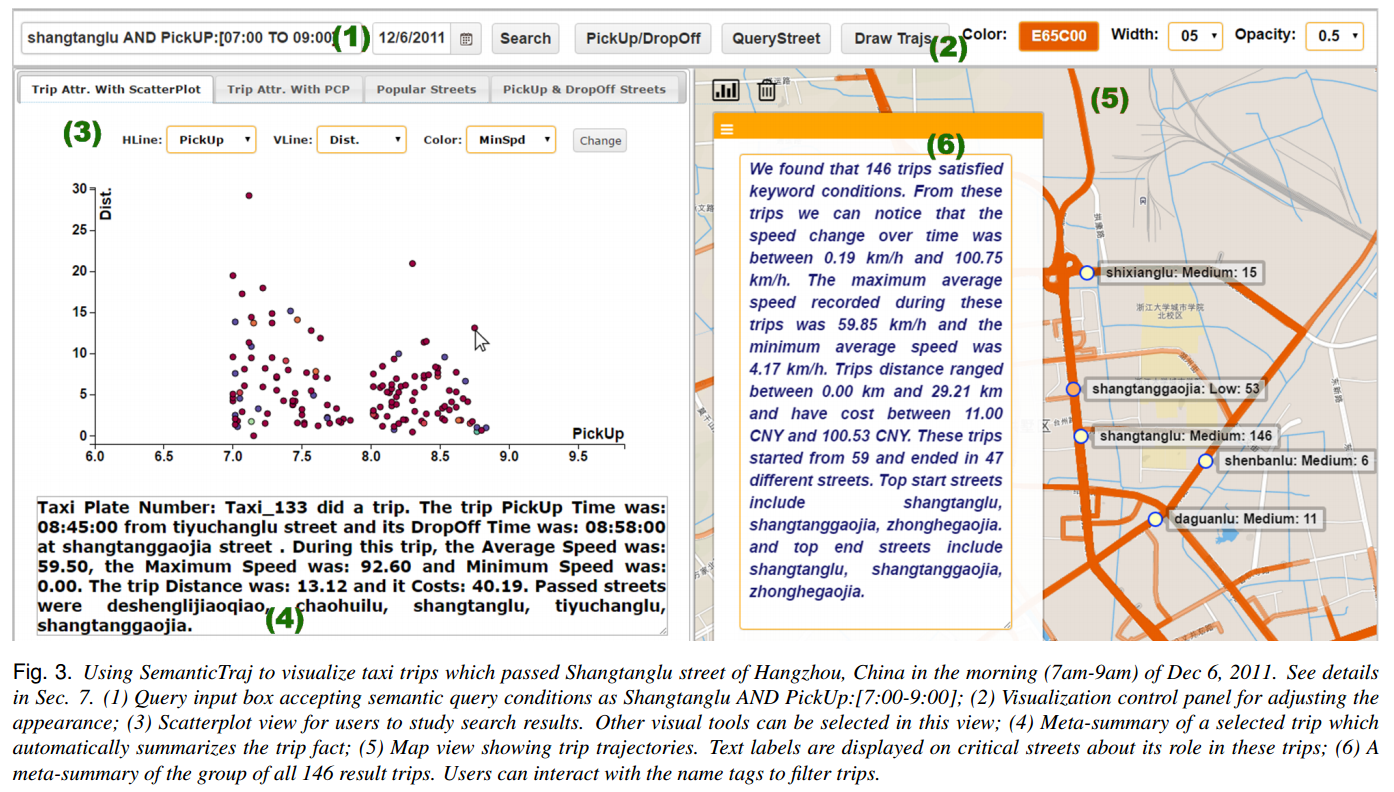 shangtanglu AND PickUP:[07:00 TO 09:00] (1) 12/6/2011 Search PickUp/DropOff QueryStreet Draw Trajs (2) Color: E65C00 Width: 05 Opacity: 0.5
Trip Attr. With ScatterPlot Trip Attr. With PCP Popular Streets PickUp & DropOff Streets
(3) HLine: PickUp VLine: Dist. Color: MinSpd Change
Dist.
30
25
20
15
10
5
0
PickUp
6.0 6.5 7.0 7.5 8.0 8.5 9.0 9.5
Taxi Plate Number: Taxi_133 did a trip. The trip PickUp Time was:
08:45:00 from tiyuchanglu street and its DropOff Time was: 08:58:00
at shangtanggaojia street . During this trip, the Average Speed was:
59.50, the Maximum Speed was: 92.60 and Minimum Speed was:
0.00. The trip Distance was: 13.12 and it Costs: 40.19. Passed streets
were deshenglijiaoqiao, chaohuilu, shangtanglu, tiyuchanglu,
shangtanggaojia.
(4)
(6)
We found that 146 trips satisfied
keyword conditions. From these
trips we can notice that the
speed change over time was
between 0.19 km/h and 100.75
km/h. The maximum average
speed recorded during these
trips was 59.85 km/h and the
minimum average speed was
4.17 km/h. Trips distance ranged
between 0.00 km and 29.21 km
and have cost between 11.00
CNY and 100.53 CNY. These trips
started from 59 and ended in 47
different streets. Top start streets
include shangtanglu,
shangtanggaojia, zhonghegaojia.
and top end streets include
shangtanglu, shangtanggaojia,
zhonghegaojia.
(5)
shixianglu: Medium: 15
浙江大学城市学院
北校区
shangtanggaojia: Low: 53
shangtanglu: Medium: 146
shenbanlu: Medium: 6
daguanlu: Medium: 11
Fig. 3. Using SemanticTraj to visualize taxi trips which passed Shangtanglu street of Hangzhou, China in the morning (7am-9am) of Dec 6, 2011. See details
in Sec. 7. (1) Query input box accepting semantic query conditions as Shangtanglu AND PickUp:[7:00-9:00]; (2) Visualization control panel for adjusting the
appearance; (3) Scatterplot view for users to study search results. Other visual tools can be selected in this view; (4) Meta-summary of a selected trip which
automatically summarizes the trip fact; (5) Map view showing trip trajectories. Text labels are displayed on critical streets about its role in these trips; (6) A
meta-summary of the group of all 146 result trips. Users can interact with the name tags to filter trips.